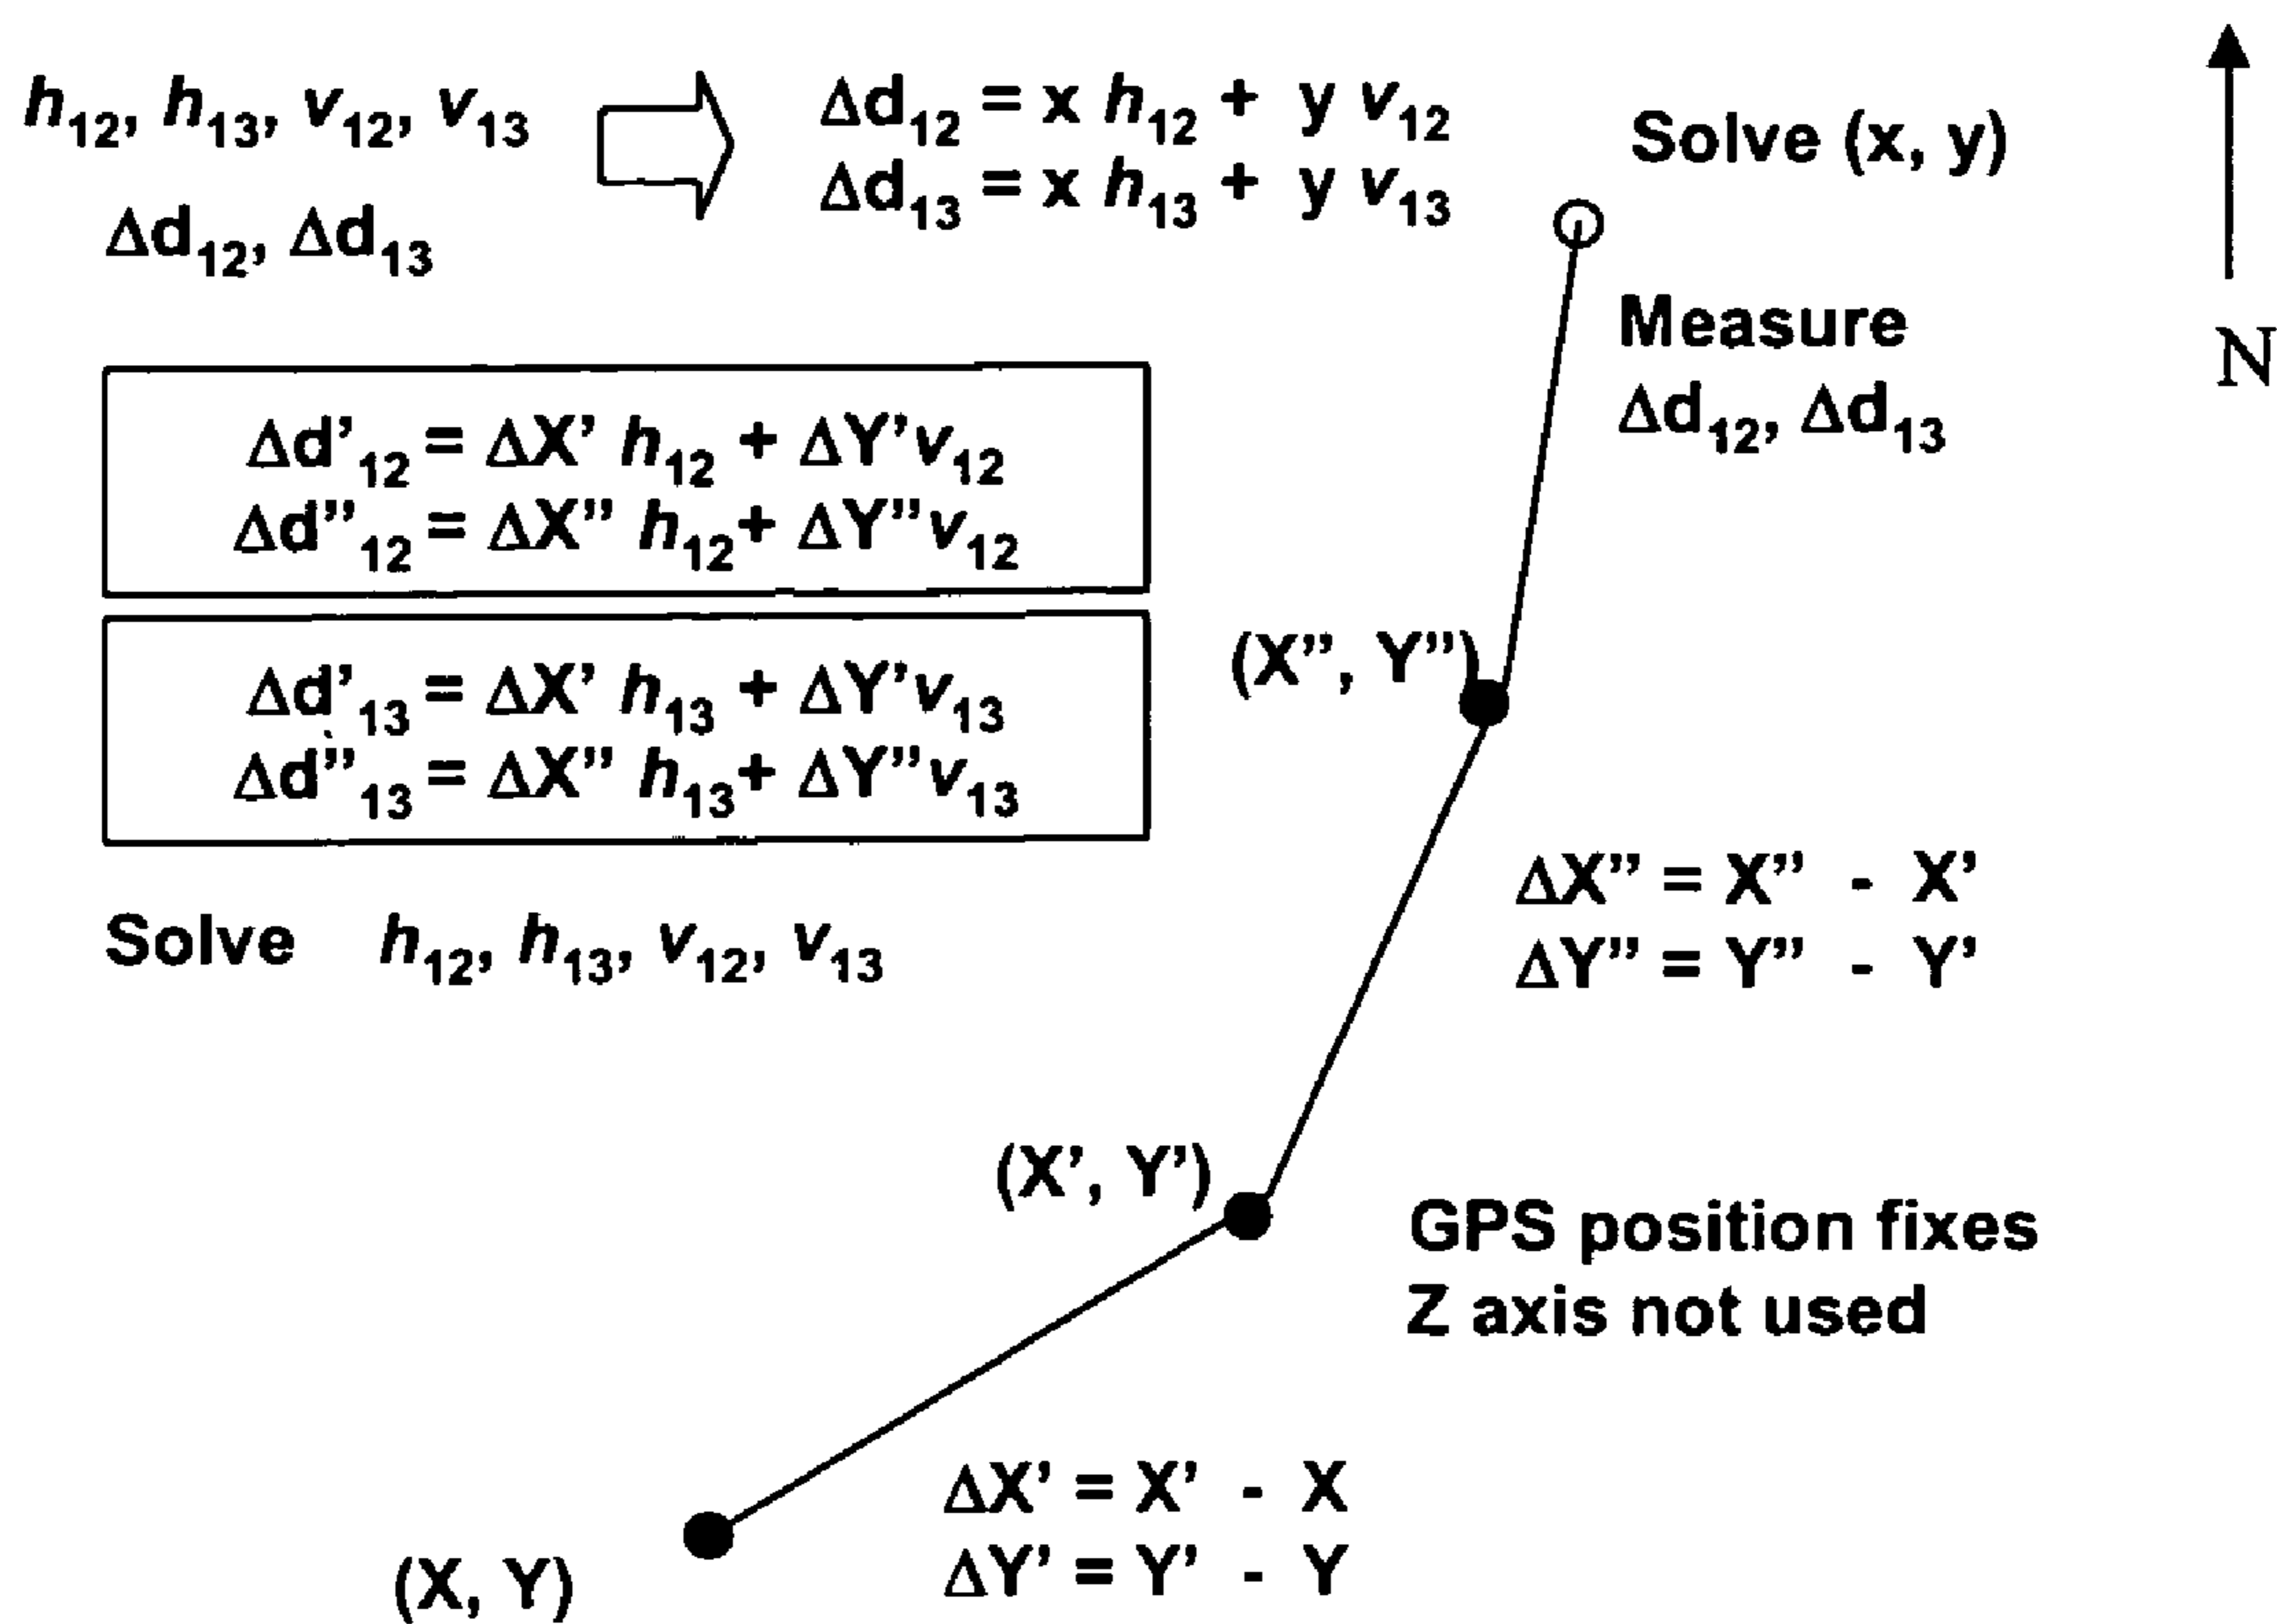 h12, h13, v12, v13
Δd12, Δd13
Δd12 = x h12 + y v12
Δd13 = x h13 + y v13
Solve (x, y)
N
Measure
Δd12, Δd13
Δd’12 = ΔX’ h12 + ΔY’v12
Δd”12 = ΔX” h12+ ΔY”v12
Δd’13 = ΔX’ h13 + ΔY’v13
Δd”13 = ΔX” h13+ ΔY”v13
Solve h12, h13, v12, v13
(X”, Y”)
ΔX” = X” - X’
ΔY” = Y” - Y’
(X’, Y’)
GPS position fixes
Z axis not used
ΔX’ = X’ - X
ΔY’ = Y’ - Y
(X, Y)